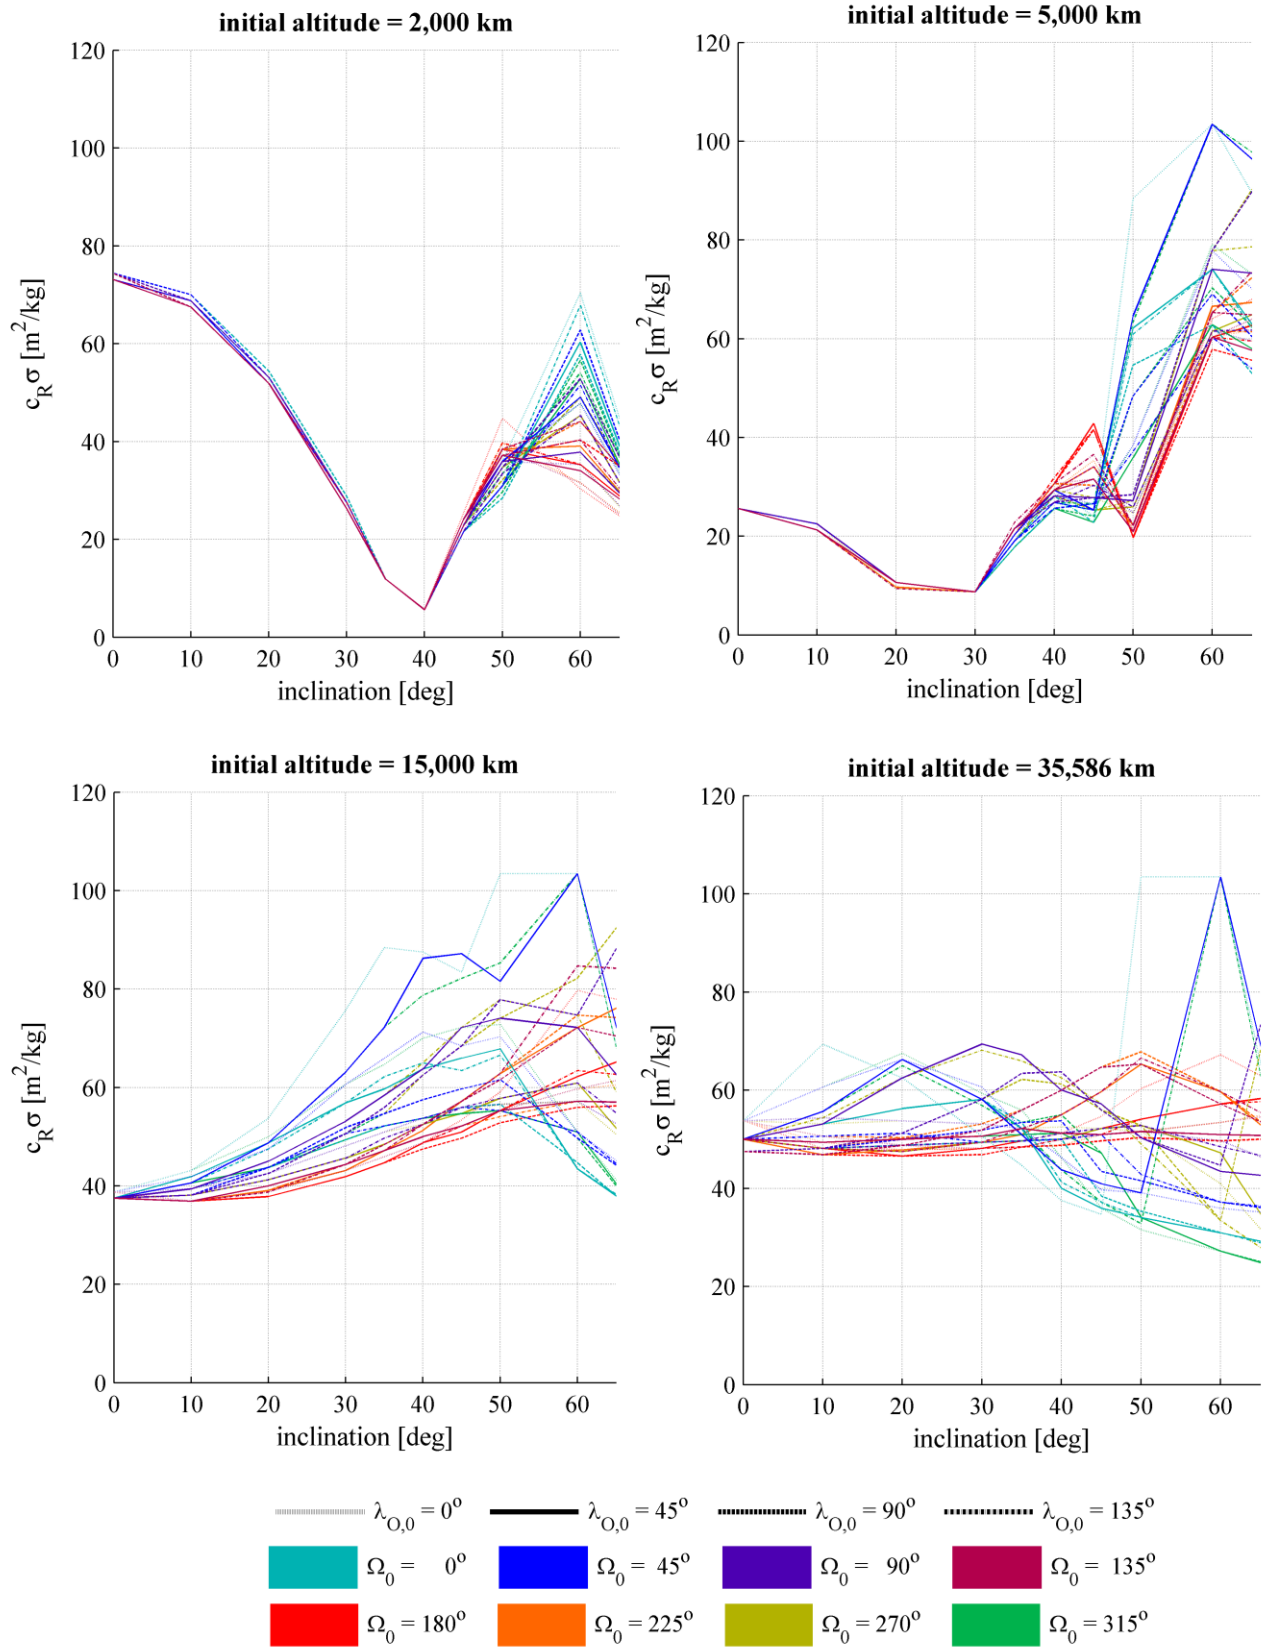 initial altitude = 2,000 km
120
100
80
60
40
20
0
c_Rσ [m²/kg]
0 10 20 30 40 50 60
inclination [deg]
initial altitude = 5,000 km
120
100
80
60
40
20
0
c_Rσ [m²/kg]
0 10 20 30 40 50 60
inclination [deg]
initial altitude = 15,000 km
120
100
80
60
40
20
0
c_Rσ [m²/kg]
0 10 20 30 40 50 60
inclination [deg]
initial altitude = 35,586 km
120
100
80
60
40
20
0
c_Rσ [m²/kg]
0 10 20 30 40 50 60
inclination [deg]
λ_O,0 = 0° λ_O,0 = 45° λ_O,0 = 90° λ_O,0 = 135°
Ω_0 = 0° Ω_0 = 45° Ω_0 = 90° Ω_0 = 135°
Ω_0 = 180° Ω_0 = 225° Ω_0 = 270° Ω_0 = 315°